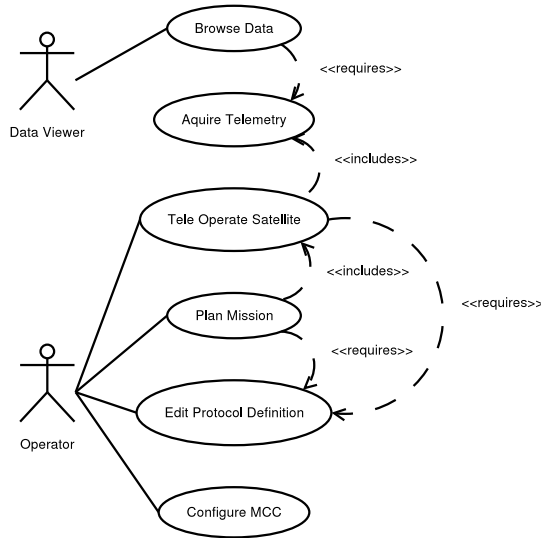 Browse Data
<<requires>>
Data Viewer
Aquire Telemetry
<<includes>>
Tele Operate Satellite
<<includes>>
<<requires>>
Plan Mission
<<requires>>
Edit Protocol Definition
Operator
Configure MCC